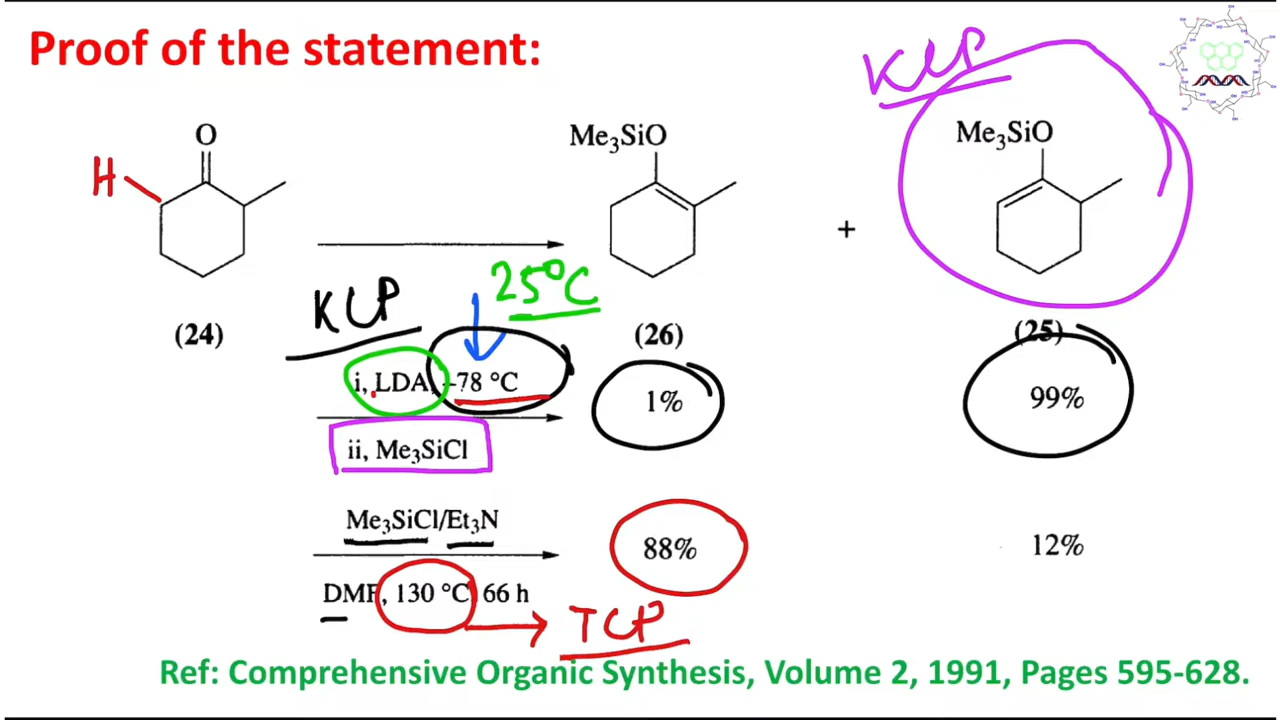 Proof of the statement:
KCP
O
H
Me₃SiO
Me₃SiO
+
25°C
KCP
(24)
(26)
(25)
i, LDA, –78 °C
1%
99%
ii, Me₃SiCl
Me₃SiCl/Et₃N
88%
12%
DMF, 130 °C, 66 h
TCP
Ref: Comprehensive Organic Synthesis, Volume 2, 1991, Pages 595-628.